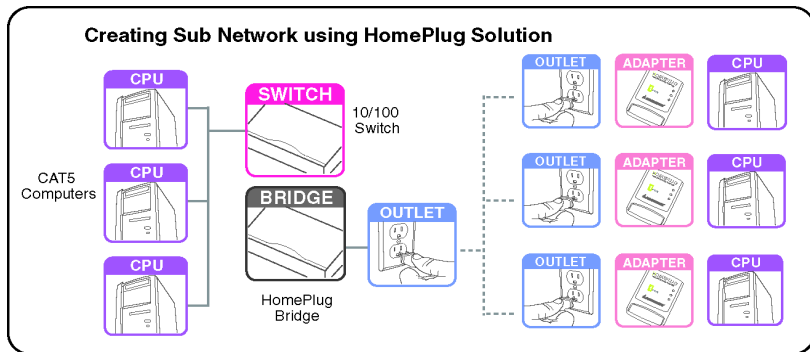 Creating Sub Network using HomePlug Solution
CPU
SWITCH
10/100
Switch
CAT5
Computers
CPU
CPU
BRIDGE
HomePlug
Bridge
OUTLET
OUTLET
ADAPTER
CPU
OUTLET
ADAPTER
CPU
OUTLET
ADAPTER
CPU